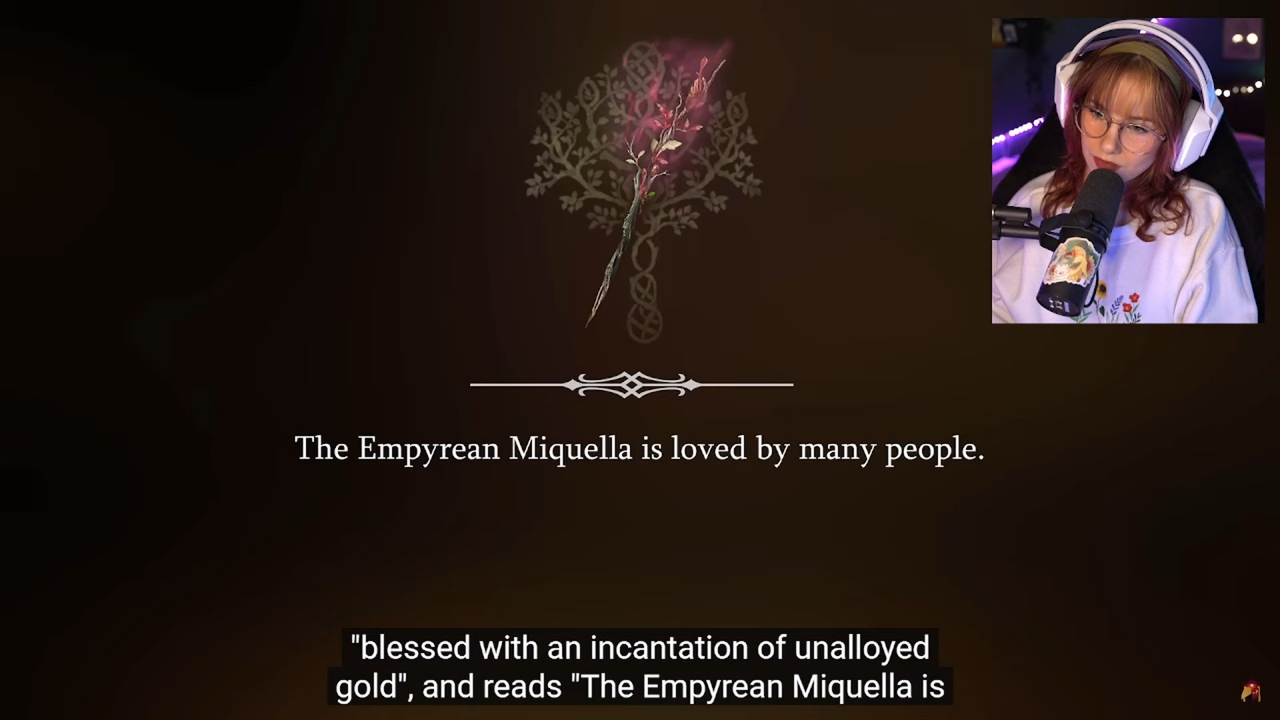 The Empyrean Miquella is loved by many people.
"blessed with an incantation of unalloyed
gold", and reads "The Empyrean Miquella is